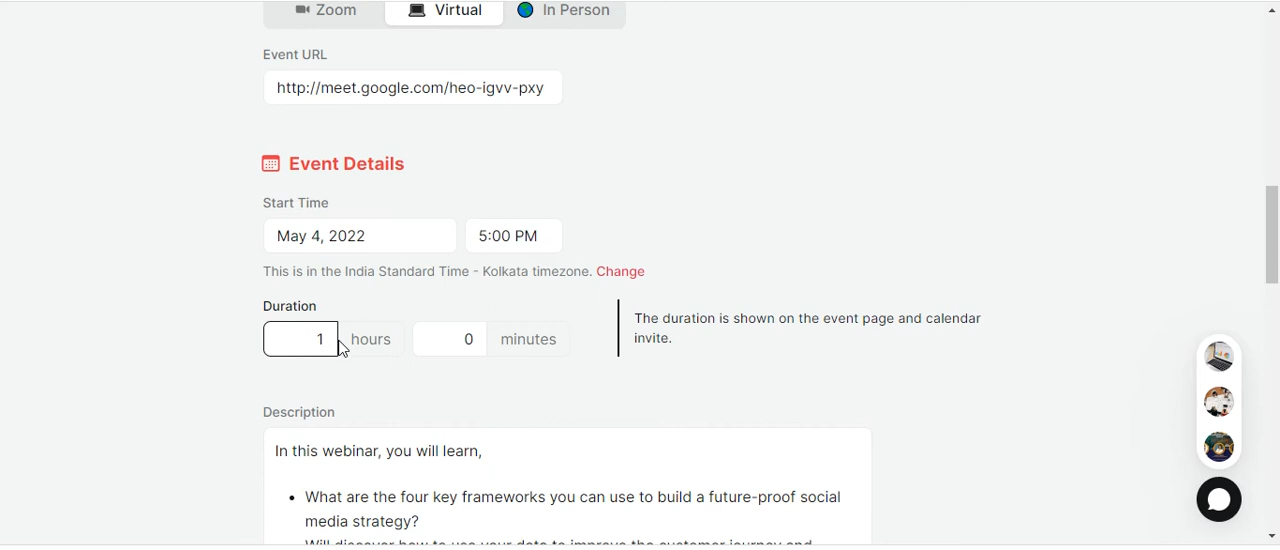 Zoom Virtual In Person
Event URL
http://meet.google.com/heo-igvv-pxy
Event Details
Start Time
May 4, 2022 5:00 PM
This is in the India Standard Time - Kolkata timezone. Change
Duration
1 hours 0 minutes
The duration is shown on the event page and calendar
invite.
Description
In this webinar, you will learn,
• What are the four key frameworks you can use to build a future-proof social
media strategy?
Will discover how to use your data to improve the customer journey and